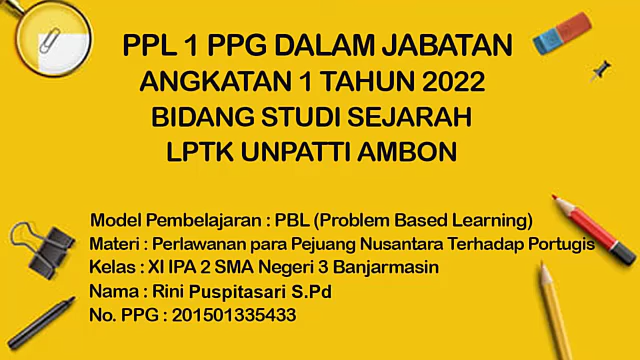 PPL 1 PPG DALAM JABATAN
ANGKATAN 1 TAHUN 2022
BIDANG STUDI SEJARAH
LPTK UNPATTI AMBON
Model Pembelajaran : PBL (Problem Based Learning)
Materi : Perlawanan para Pejuang Nusantara Terhadap Portugis
Kelas : XI IPA 2 SMA Negeri 3 Banjarmasin
Nama : Rini Puspitasari S.Pd
No. PPG : 201501335433